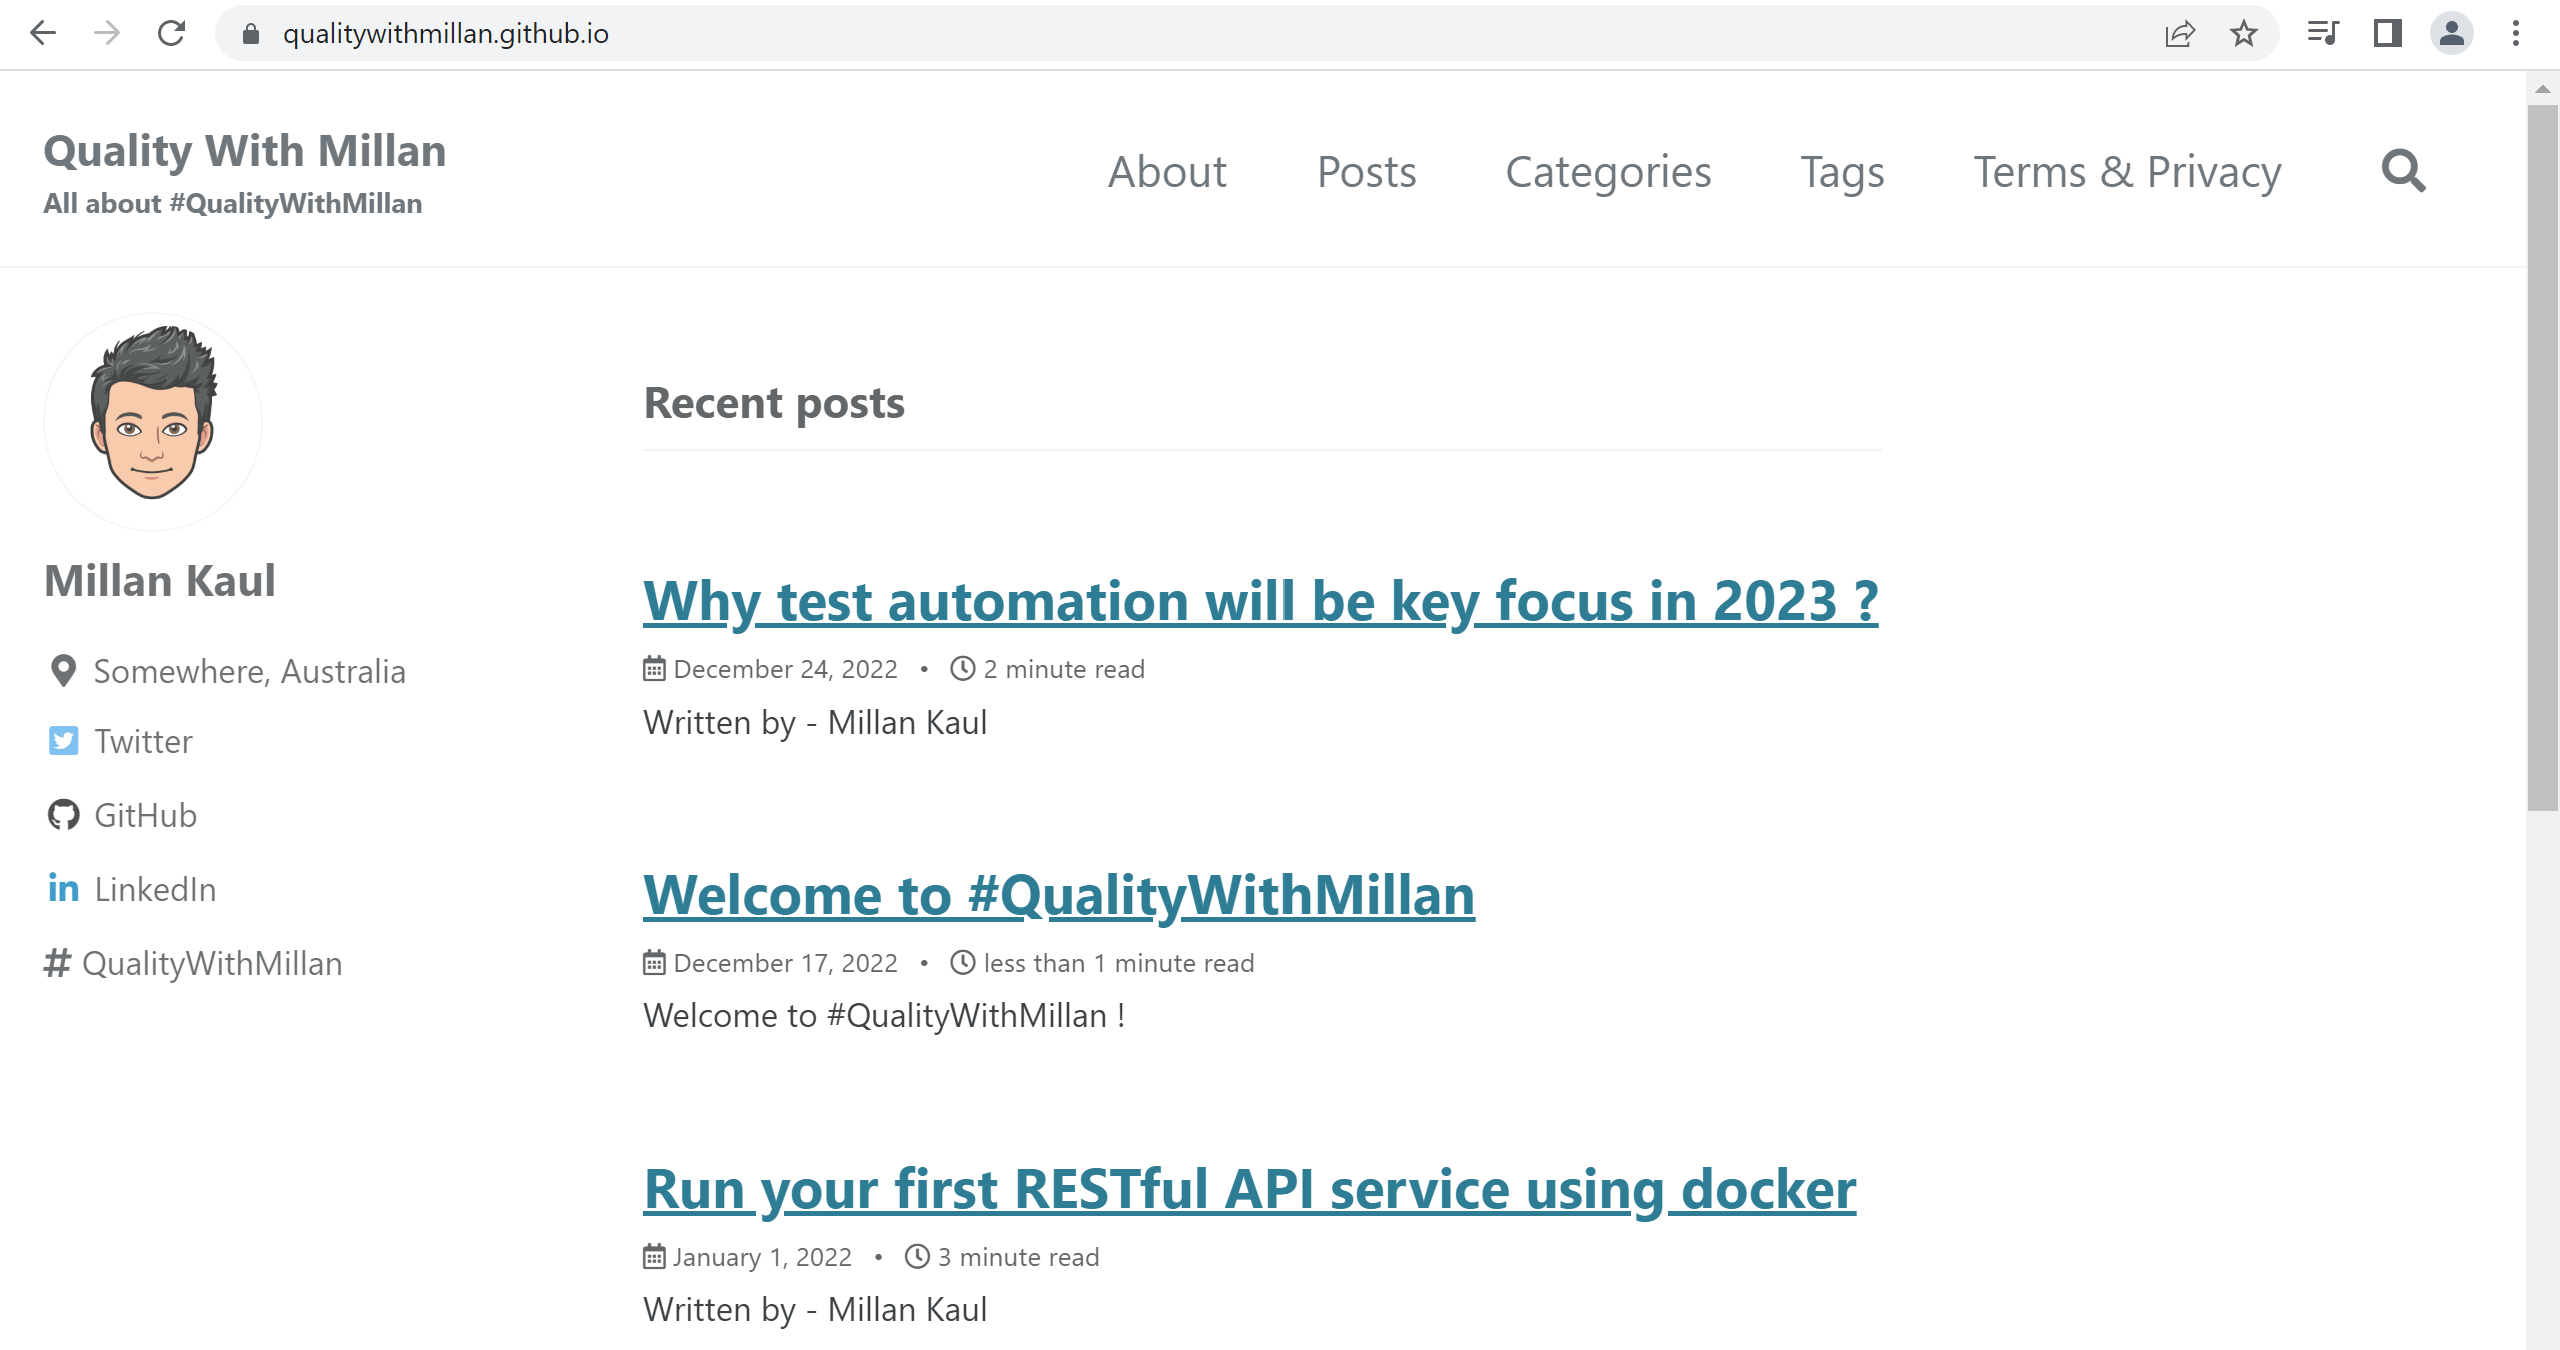 qualitywithmillan.github.io
Quality With Millan
All about #QualityWithMillan
About Posts Categories Tags Terms & Privacy
Millan Kaul
Somewhere, Australia
Twitter
GitHub
in LinkedIn
# QualityWithMillan
Recent posts
Why test automation will be key focus in 2023 ?
December 24, 2022 • 2 minute read
Written by - Millan Kaul
Welcome to #QualityWithMillan
December 17, 2022 • less than 1 minute read
Welcome to #QualityWithMillan !
Run your first RESTful API service using docker
January 1, 2022 • 3 minute read
Written by - Millan Kaul